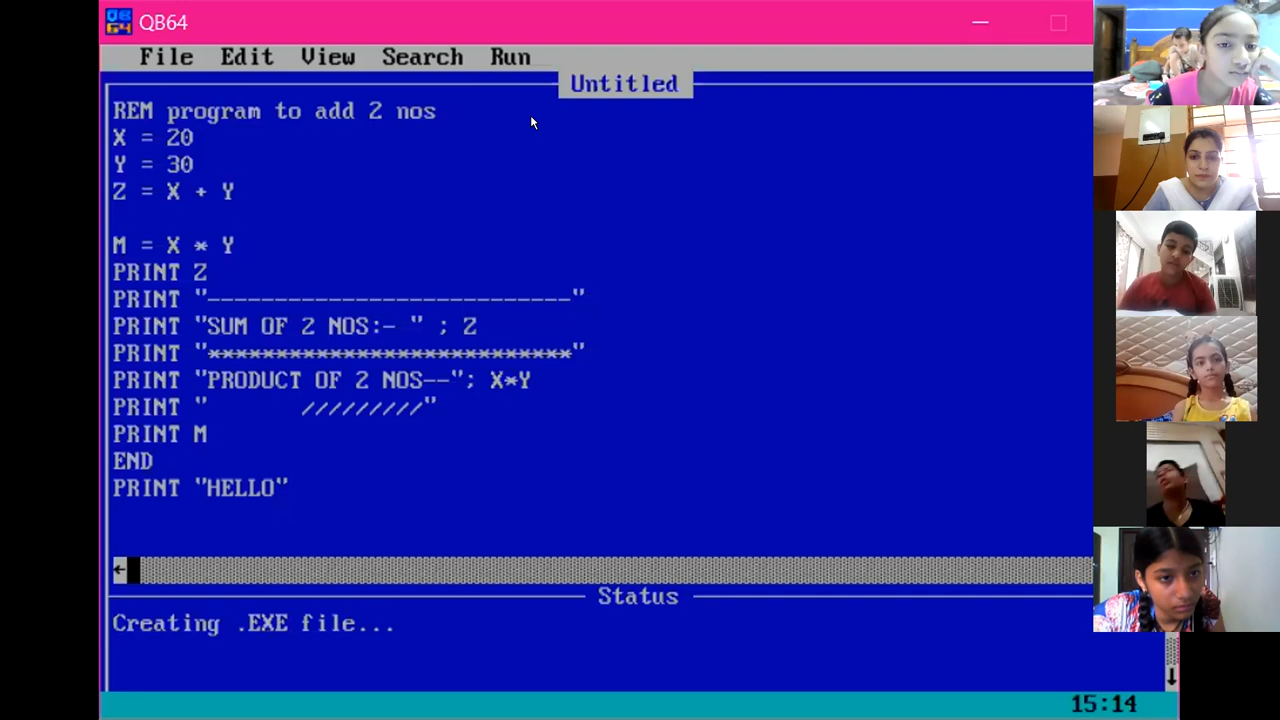 QB64
File Edit View Search Run
Untitled
REM program to add 2 nos
X = 20
Y = 30
Z = X + Y
M = X * Y
PRINT Z
PRINT "---------------------------"
PRINT "SUM OF 2 NOS:- " ; Z
PRINT "***************************"
PRINT "PRODUCT OF 2 NOS--"; X*Y
PRINT "       /////////"
PRINT M
END
PRINT "HELLO"
Status
Creating .EXE file...
15:14